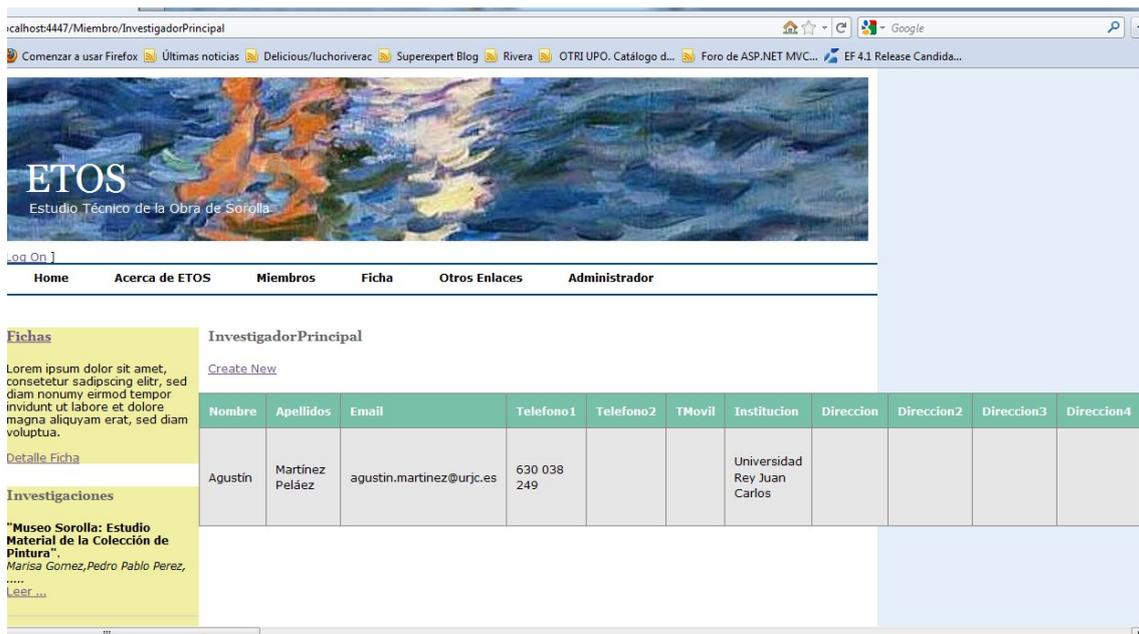 ocalhost:4447/Miembro/InvestigadorPrincipal
Google
Comenzar a usar Firefox Últimas noticias Delicious/luchoriverac Superexpert Blog Rivera OTRI UPO. Catálogo d... Foro de ASP.NET MVC... EF 4.1 Release Candida...
ETOS
Estudio Técnico de la Obra de Sorolla
Log On ]
Home Acerca de ETOS Miembros Ficha Otros Enlaces Administrador
Fichas
Lorem ipsum dolor sit amet,
consetetur sadipscing elitr, sed
diam nonumy eirmod tempor
invidunt ut labore et dolore
magna aliquyam erat, sed diam
voluptua.
Detalle Ficha
Investigaciones
"Museo Sorolla: Estudio
Material de la Colección de
Pintura".
Marisa Gomez,Pedro Pablo Perez,
.....
Leer ...
InvestigadorPrincipal
Create New
Nombre Apellidos Email Telefono1 Telefono2 TMovil Institucion Direccion Direccion2 Direccion3 Direccion4
Agustín Martínez Peláez agustin.martinez@urjc.es 630 038 249 Universidad Rey Juan Carlos